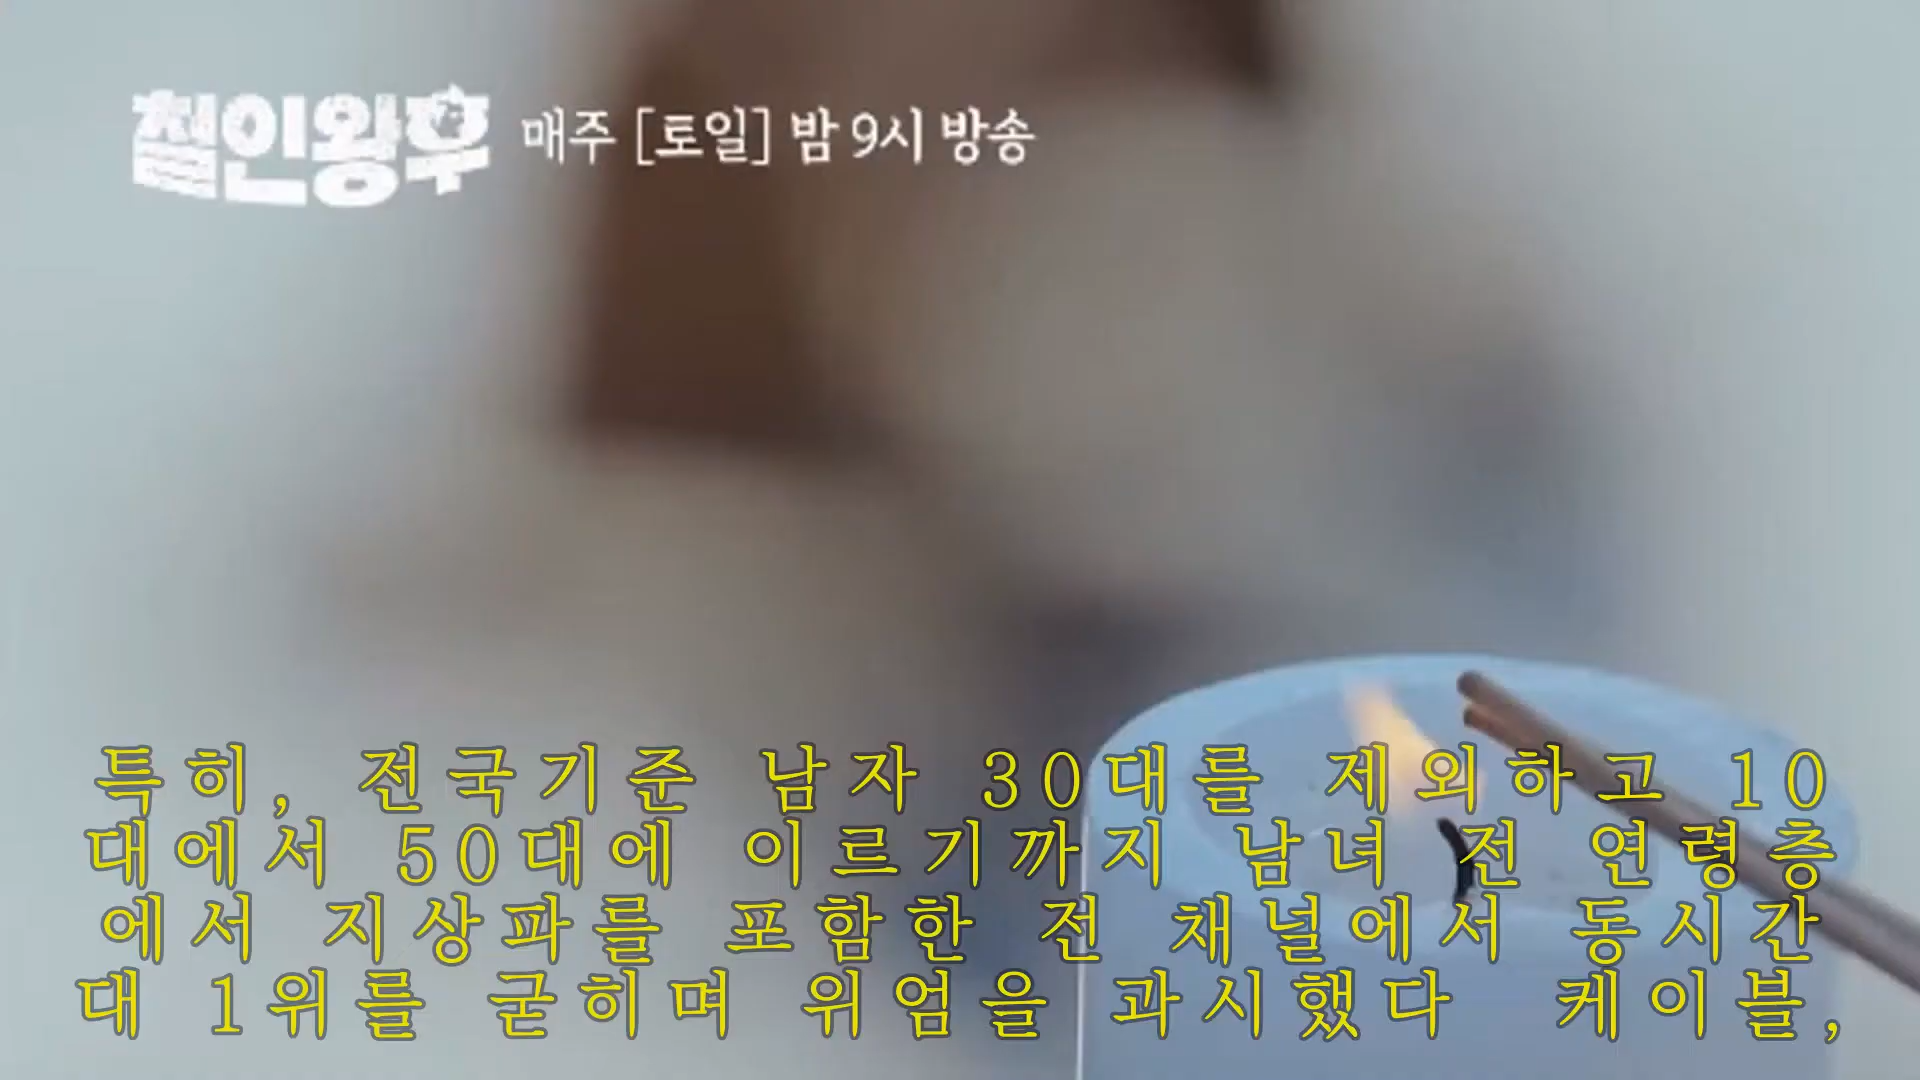 철인왕후 매주 [토일] 밤 9시 방송
특히, 전국기준 남자 30대를 제외하고 10
대에서 50대에 이르기까지 남녀 전 연령층
에서 지상파를 포함한 전 채널에서 동시간
대 1위를 굳히며 위엄을 과시했다 케이블,